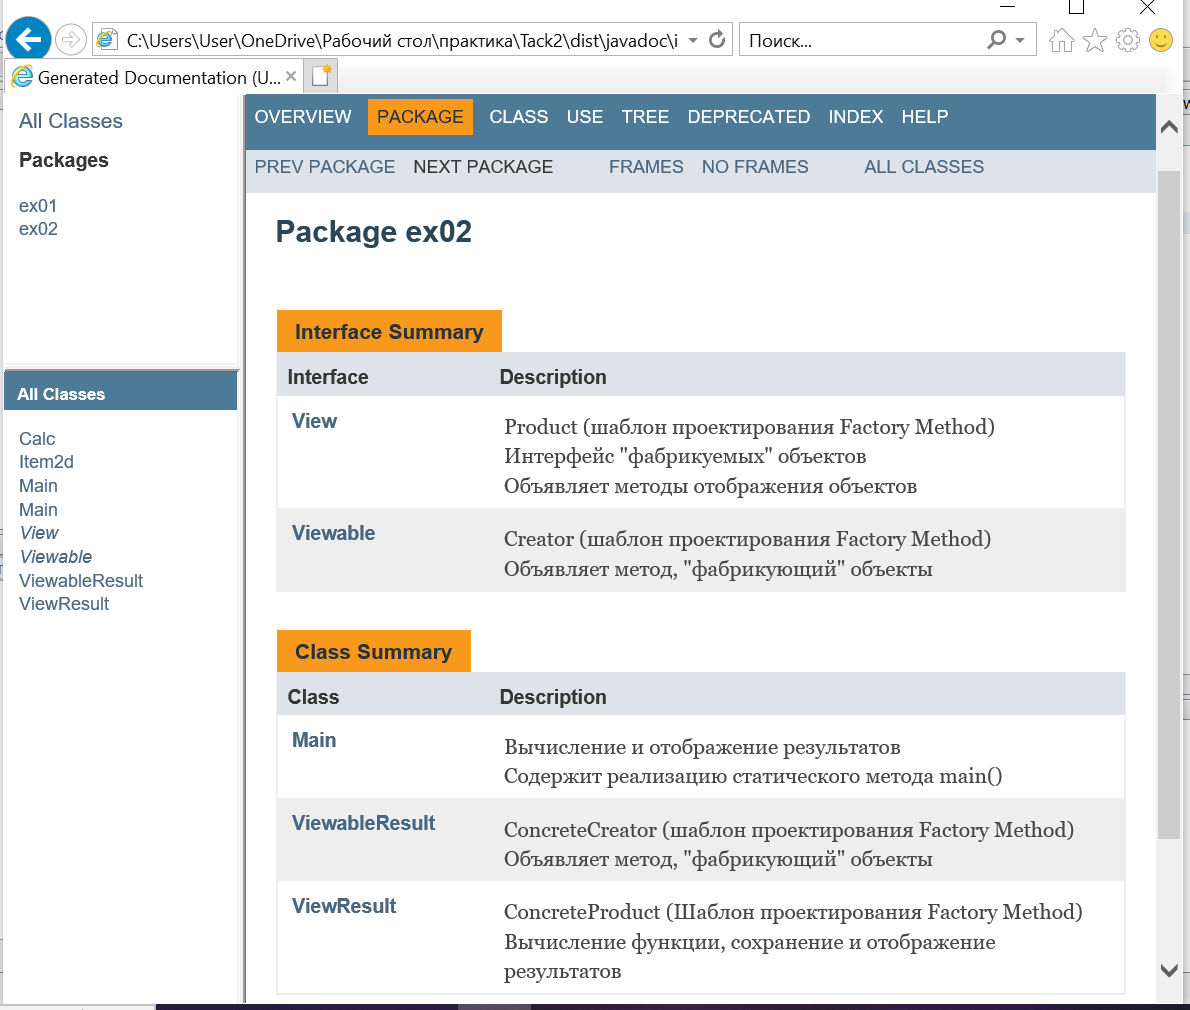 C:\Users\User\OneDrive\Рабочий стол\практика\Tack2\dist\javadoc\i
Поиск...
Generated Documentation (U...
All Classes
Packages
ex01
ex02
All Classes
Calc
Item2d
Main
Main
View
Viewable
ViewableResult
ViewResult
OVERVIEW PACKAGE CLASS USE TREE DEPRECATED INDEX HELP
PREV PACKAGE NEXT PACKAGE FRAMES NO FRAMES ALL CLASSES
Package ex02
Interface Summary
Interface Description
View Product (шаблон проектирования Factory Method)
Интерфейс "фабрикуемых" объектов
Объявляет методы отображения объектов
Viewable Creator (шаблон проектирования Factory Method)
Объявляет метод, "фабрикующий" объекты
Class Summary
Class Description
Main Вычисление и отображение результатов
Содержит реализацию статического метода main()
ViewableResult ConcreteCreator (шаблон проектирования Factory Method)
Объявляет метод, "фабрикующий" объекты
ViewResult ConcreteProduct (Шаблон проектирования Factory Method)
Вычисление функции, сохранение и отображение
результатов